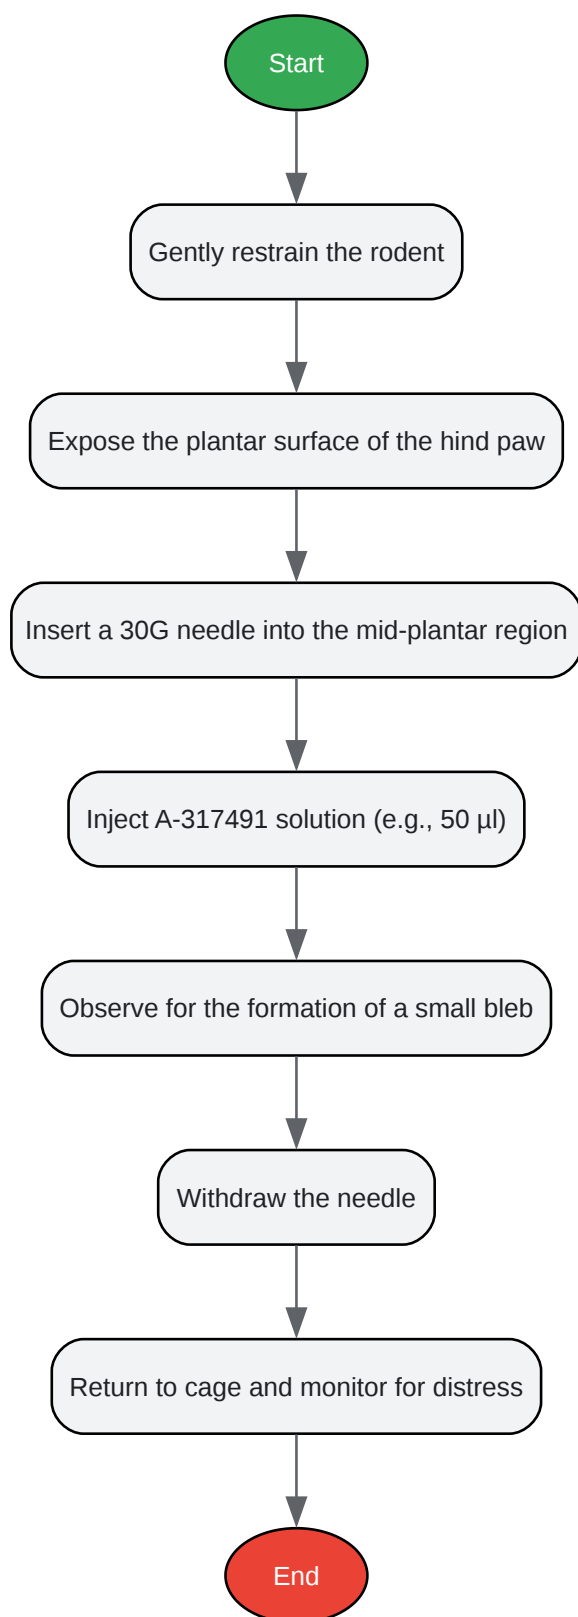 Start
Gently restrain the rodent
Expose the plantar surface of the hind paw
Insert a 30G needle into the mid-plantar region
Inject A-317491 solution (e.g., 50 µl)
Observe for the formation of a small bleb
Withdraw the needle
Return to cage and monitor for distress
End